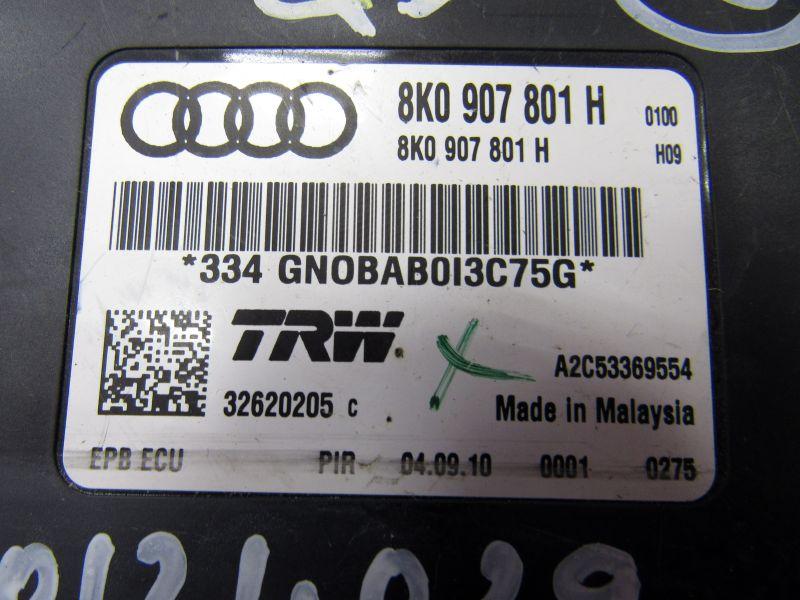 8K0 907 801 H 0100
8K0 907 801 H H09
*334 GNOBAB0I3C75G*
TRW
A2C53369554
32620205 C
Made in Malaysia
EPB ECU PIR 04.09.10 0001 0275